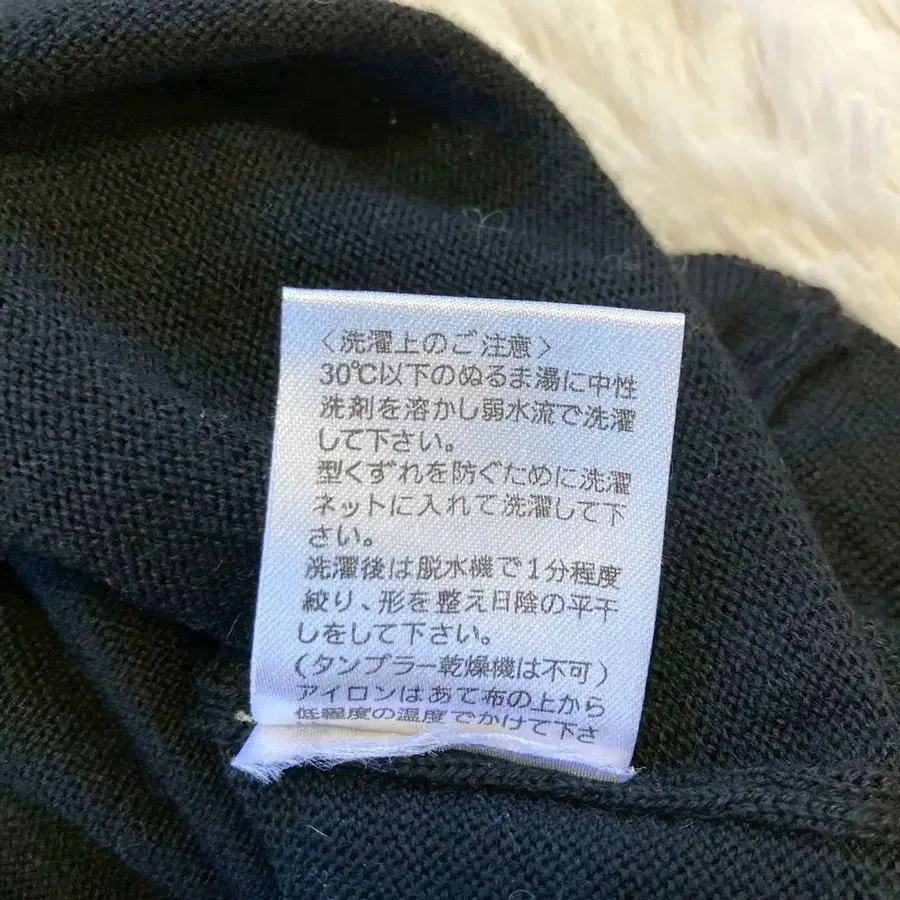 〈洗濯上のご注意〉
30℃以下のぬるま湯に中性
洗剤を溶かし弱水流で洗濯
して下さい。
型くずれを防ぐために洗濯
ネットに入れて洗濯して下
さい。
洗濯後は脱水機で1分程度
絞り、形を整え日陰の平干
しをして下さい。
(タンブラー乾燥機は不可)
アイロンはあて布の上から
低程度の温度でかけて下さ